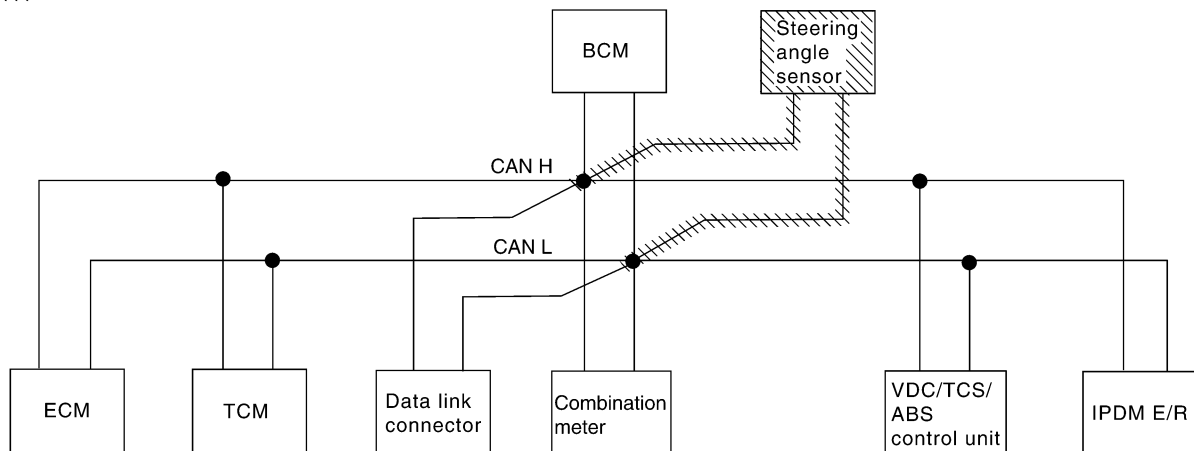 BCM
Steering
angle
sensor
CAN H
CAN L
ECM
TCM
Data link
connector
Combination
meter
VDC/TCS/
ABS
control unit
IPDM E/R